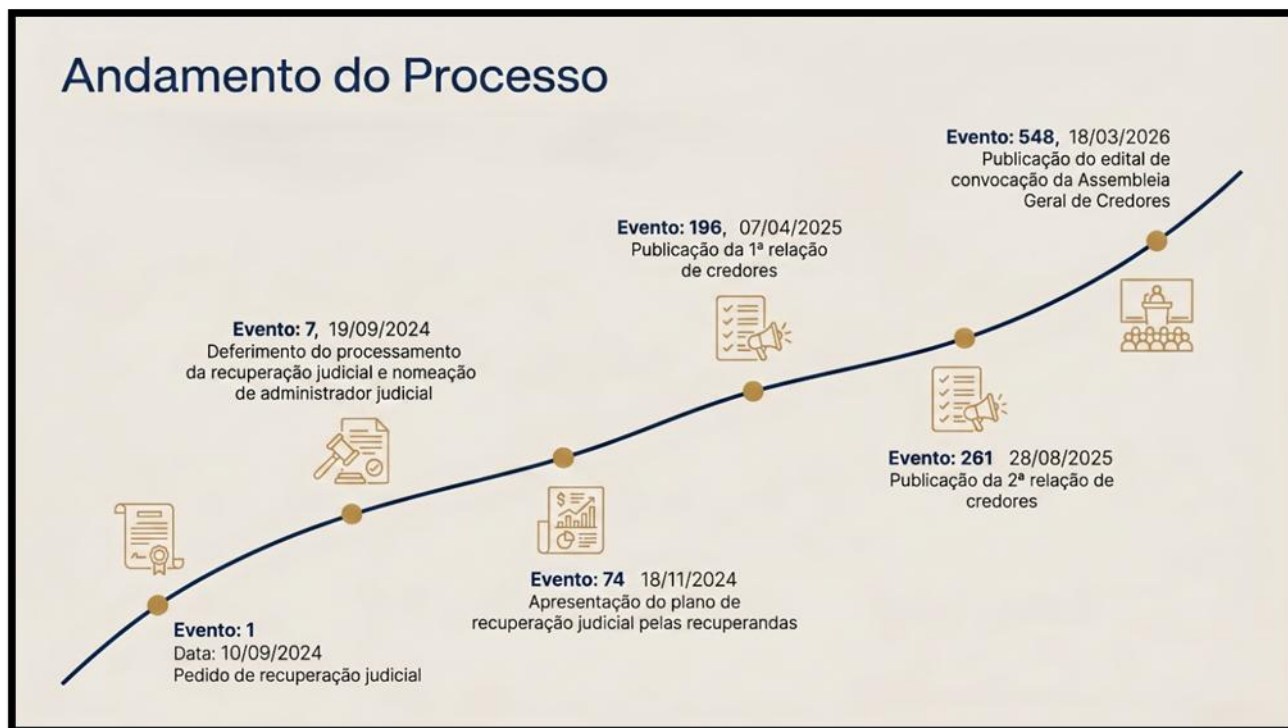 Andamento do Processo
Evento: 1
Data: 10/09/2024
Pedido de recuperação judicial
Evento: 7, 19/09/2024
Deferimento do processamento
da recuperação judicial e nomeação
de administrador judicial
Evento: 74 18/11/2024
Apresentação do plano de
recuperação judicial pelas recuperandas
Evento: 196, 07/04/2025
Publicação da 1ª relação
de credores
Evento: 261 28/08/2025
Publicação da 2ª relação de
credores
Evento: 548, 18/03/2026
Publicação do edital de
convocação da Assembleia
Geral de Credores